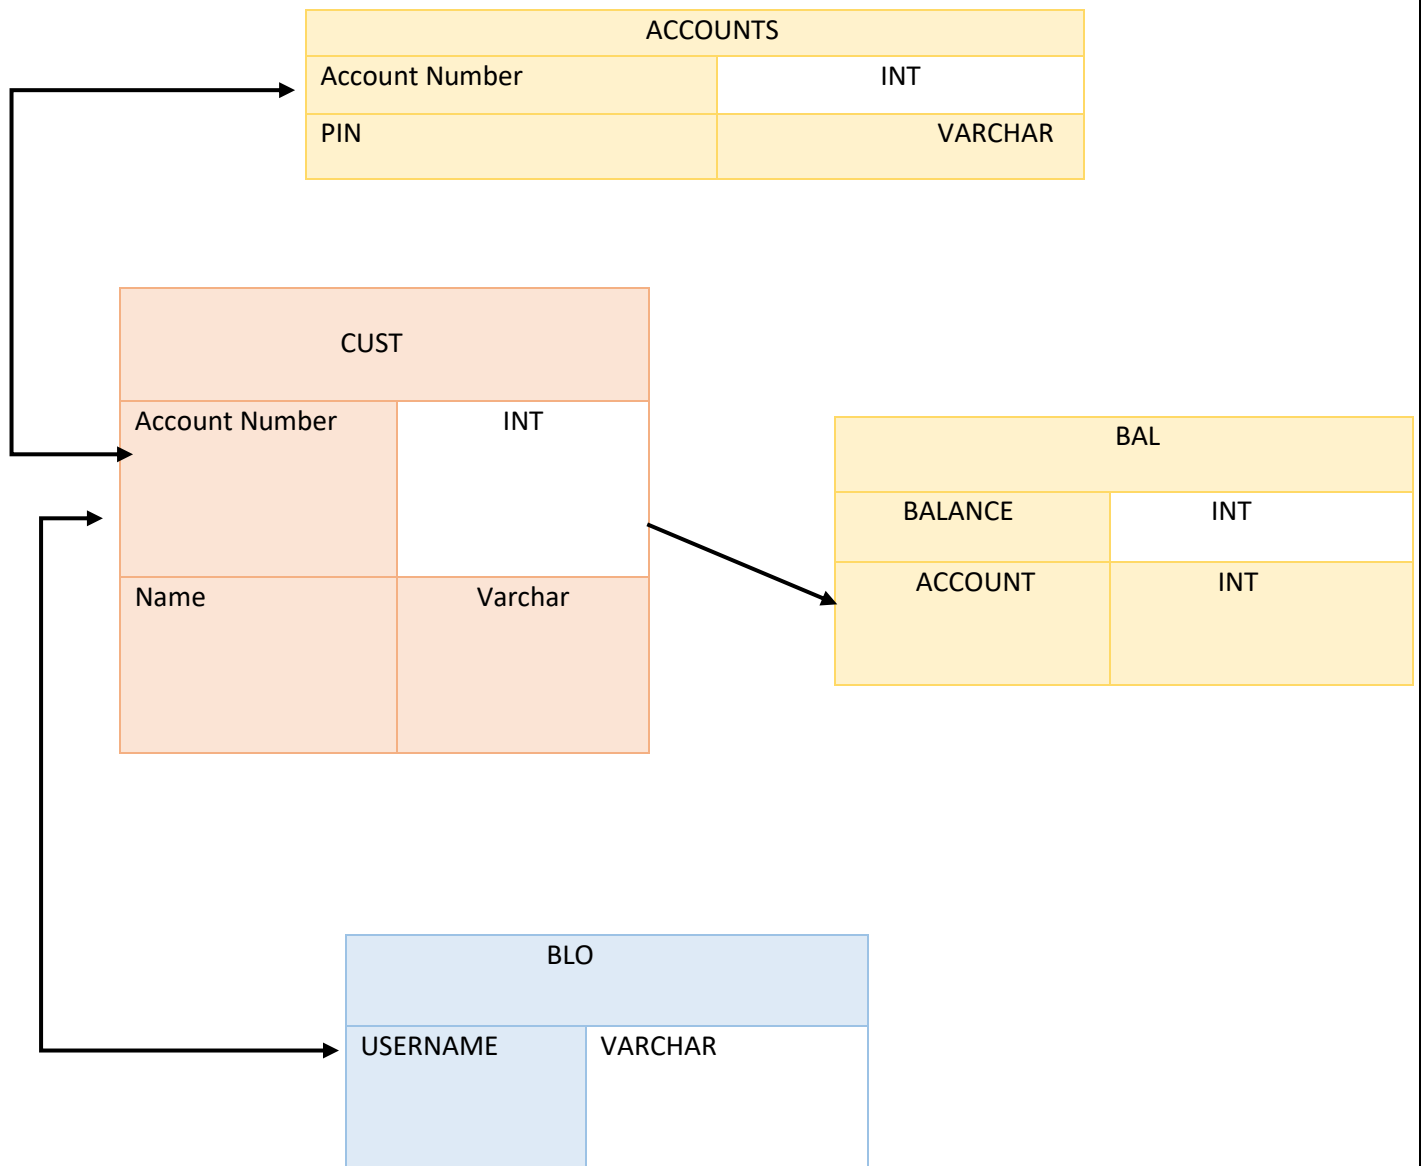 ACCOUNTS
Account Number INT
PIN VARCHAR
CUST
Account Number INT
Name Varchar
BAL
BALANCE INT
ACCOUNT INT
BLO
USERNAME VARCHAR